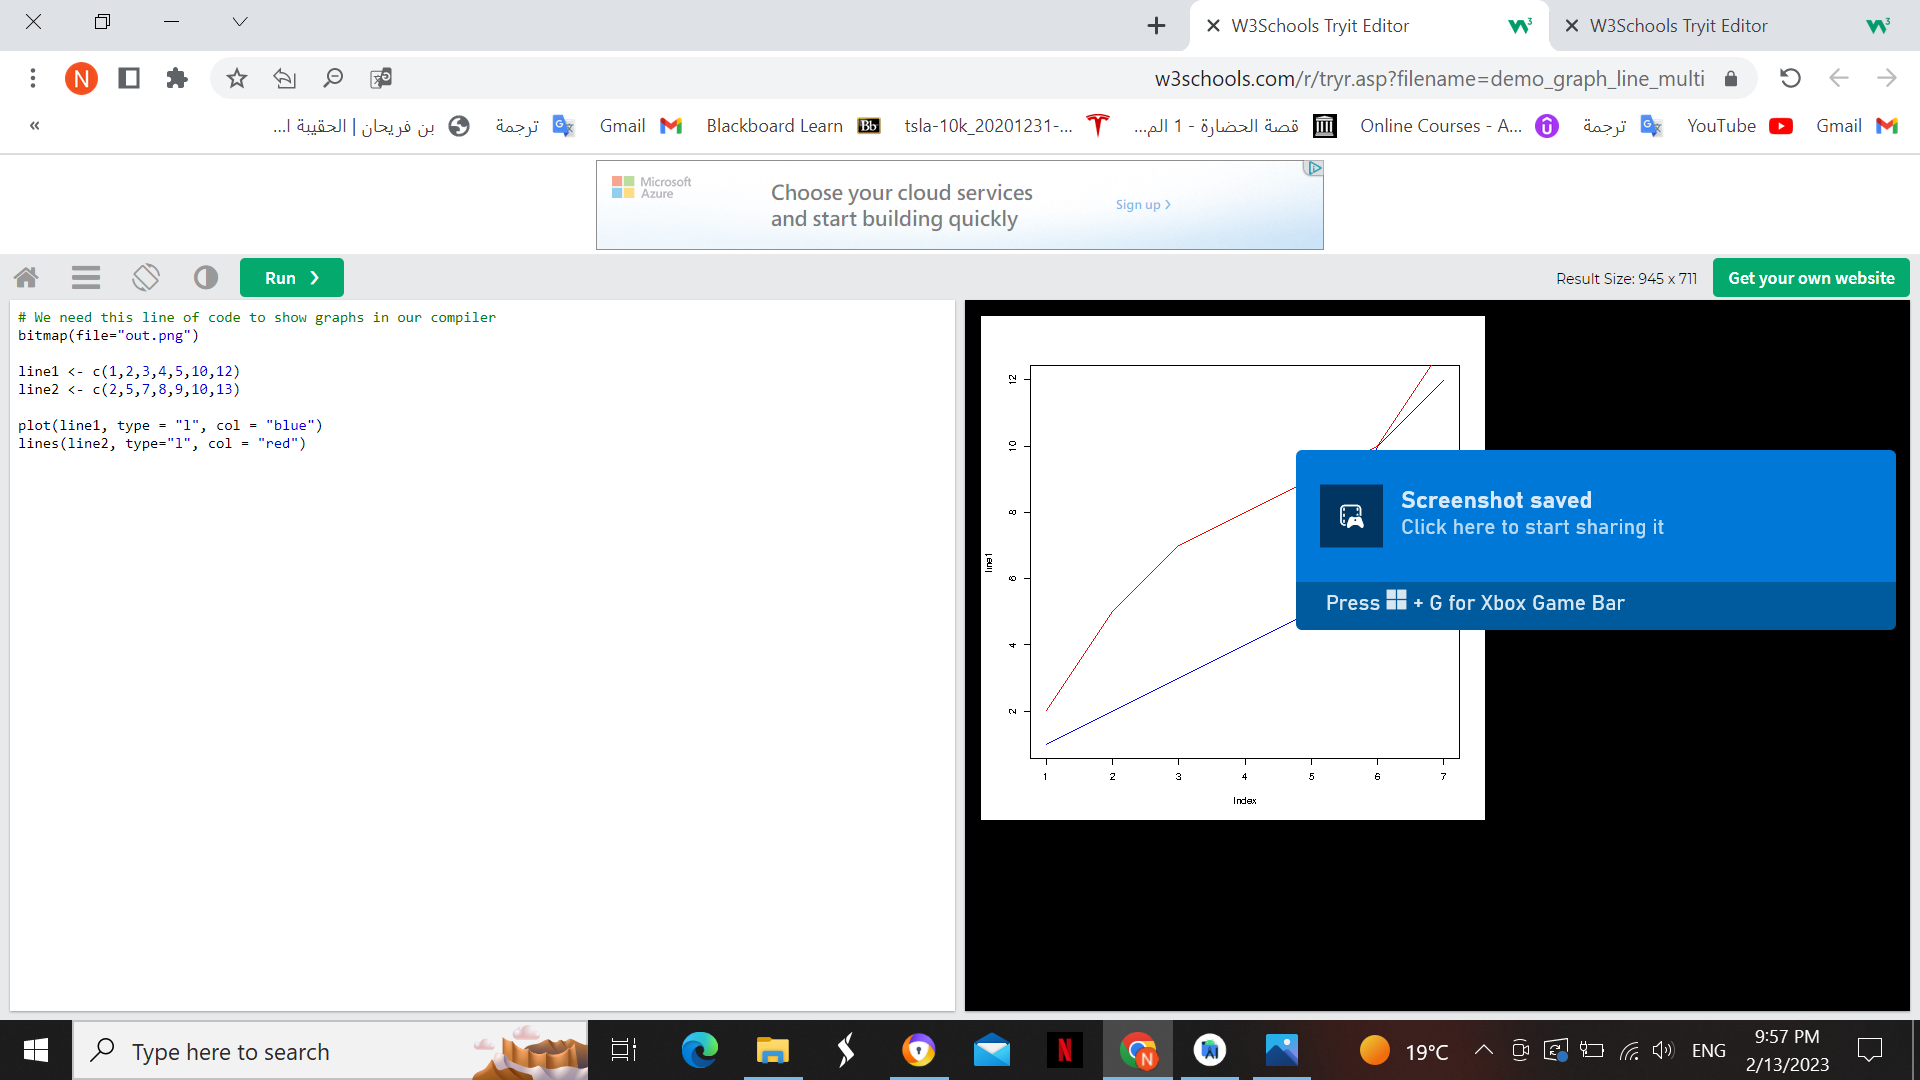 W3Schools Tryit Editor
W3Schools Tryit Editor
N
w3schools.com/r/tryr.asp?filename=demo_graph_line_multi
«
بن فريحان | الحقيبة ا...
ترجمة
Gmail
Blackboard Learn
Bb
tsla-10k_20201231-...
قصة الحضارة - 1 الم...
Online Courses - A...
ترجمة
YouTube
Gmail
Microsoft
Azure
Choose your cloud services
and start building quickly
Sign up >
Run ❯
Result Size: 945 x 711
Get your own website
# We need this line of code to show graphs in our compiler
bitmap(file="out.png")
line1 <- c(1,2,3,4,5,10,12)
line2 <- c(2,5,7,8,9,10,13)
plot(line1, type = "l", col = "blue")
lines(line2, type="l", col = "red")
12
10
8
6
4
2
line1
1 2 3 4 5 6 7
Index
Screenshot saved
Click here to start sharing it
Press + G for Xbox Game Bar
Type here to search
N
N
19°C
ENG
9:57 PM
2/13/2023